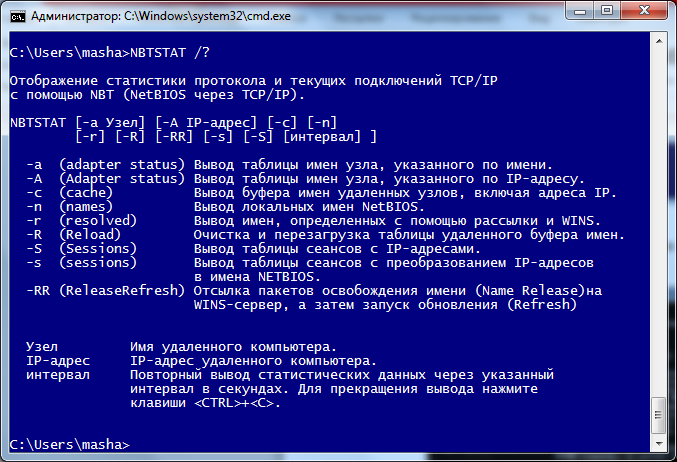 Администратор: C:\Windows\system32\cmd.exe
C:\Users\masha>NBTSTAT /?
Отображение статистики протокола и текущих подключений TCP/IP
с помощью NBT (NetBIOS через TCP/IP).
NBTSTAT [-a Узел] [-A IP-адрес] [-c] [-n]
[-r] [-R] [-RR] [-s] [-S] [интервал] ]
-a (adapter status) Вывод таблицы имен узла, указанного по имени.
-A (Adapter status) Вывод таблицы имен узла, указанного по IP-адресу.
-c (cache) Вывод буфера имен удаленных узлов, включая адреса IP.
-n (names) Вывод локальных имен NetBIOS.
-r (resolved) Вывод имен, определенных с помощью рассылки и WINS.
-R (Reload) Очистка и перезагрузка таблицы удаленного буфера имен.
-S (Sessions) Вывод таблицы сеансов с IP-адресами.
-s (sessions) Вывод таблицы сеансов с преобразованием IP-адресов
в имена NETBIOS.
-RR (ReleaseRefresh) Отсылка пакетов освобождения имени (Name Release)на
WINS-сервер, а затем запуск обновления (Refresh)
Узел Имя удаленного компьютера.
IP-адрес IP-адрес удаленного компьютера.
интервал Повторный вывод статистических данных через указанный
интервал в секундах. Для прекращения вывода нажмите
клавиши <CTRL>+<C>.
C:\Users\masha>